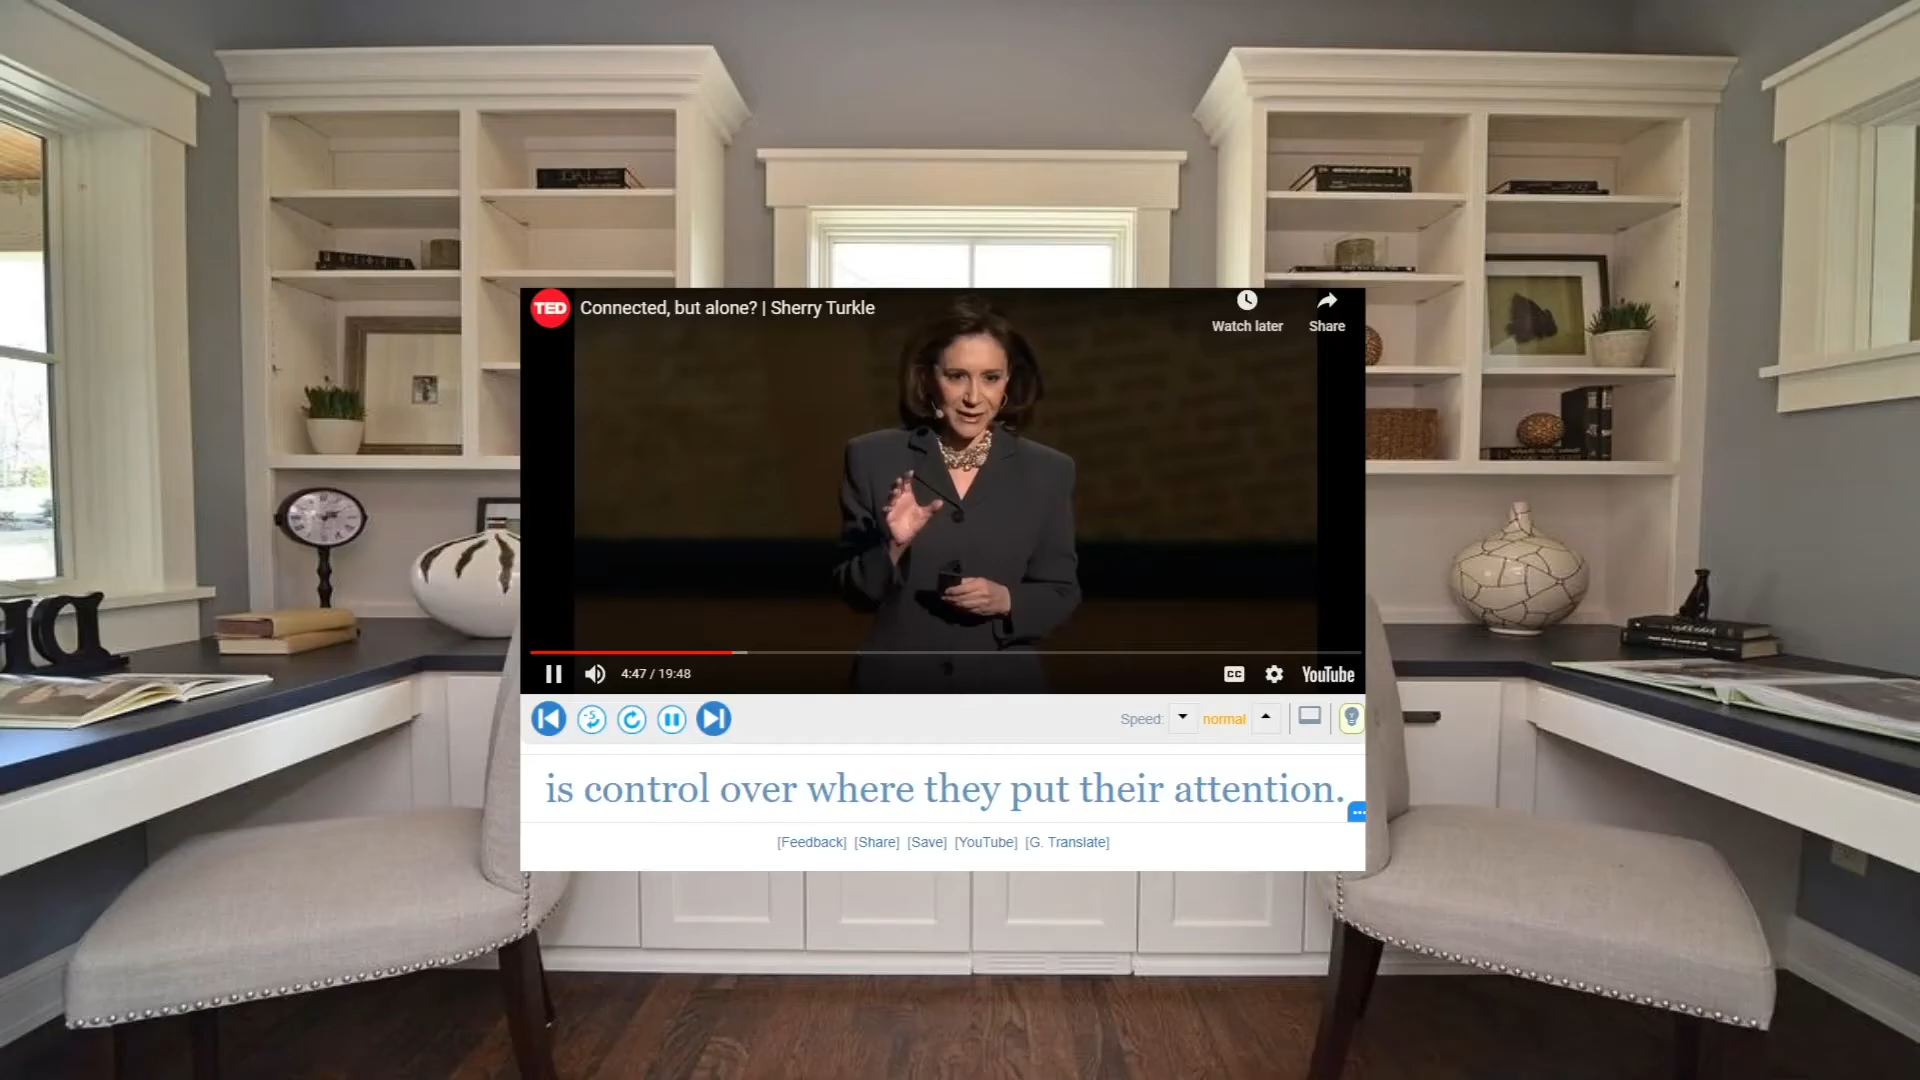 TED Connected, but alone? | Sherry Turkle
Watch later Share
4:47 / 19:48
CC YouTube
Speed: normal
is control over where they put their attention.
[Feedback] [Share] [Save] [YouTube] [G. Translate]